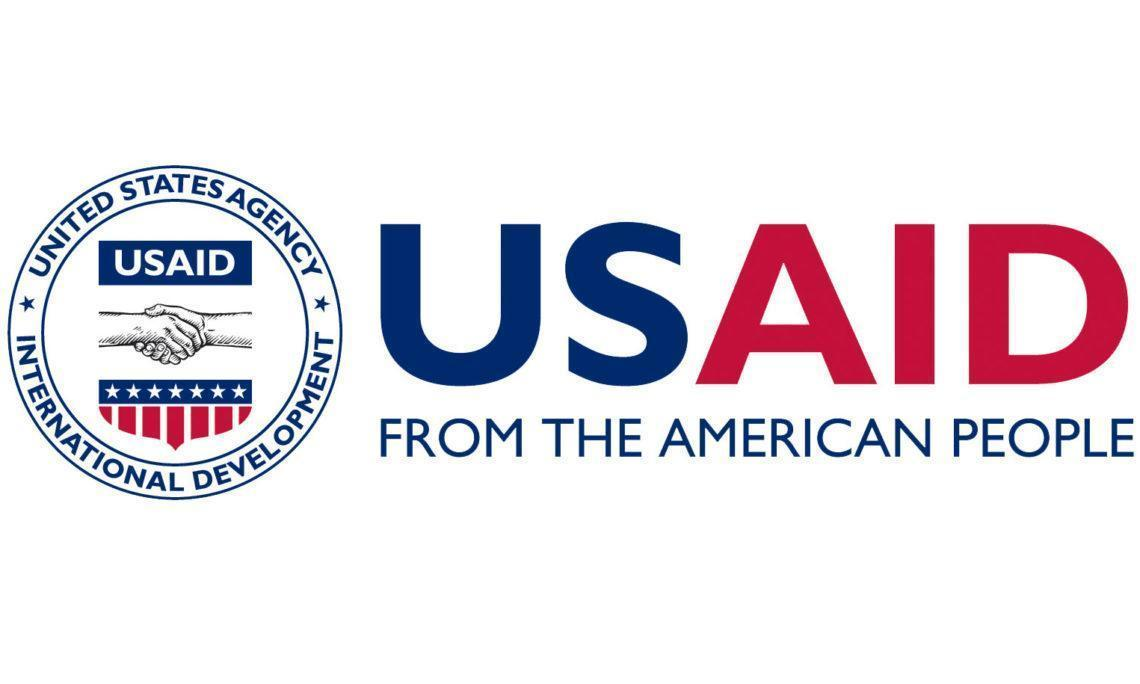 UNITED STATES AGENCY
USAID
INTERNATIONAL DEVELOPMENT
USAID
FROM THE AMERICAN PEOPLE